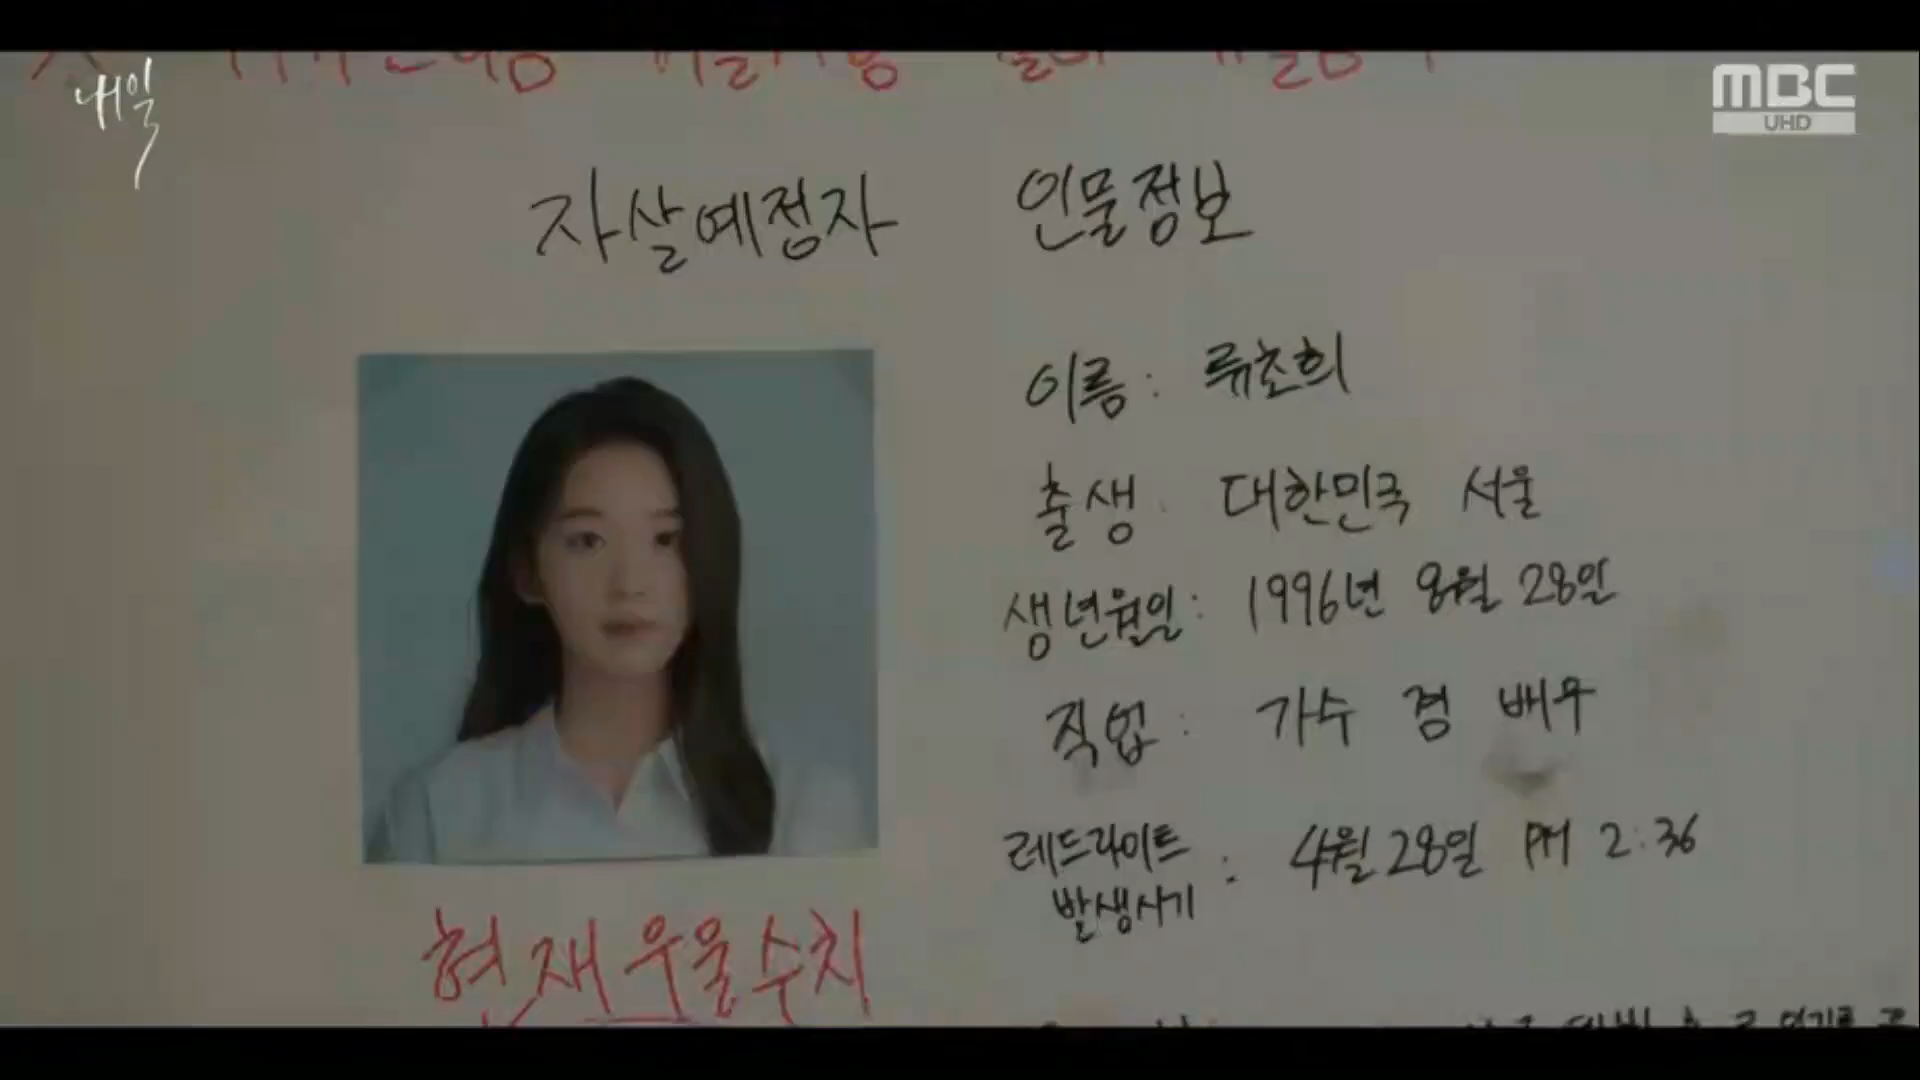 내일
MBC
UHD
자살예정자 인물정보
이름: 류초희
출생: 대한민국 서울
생년월일: 1996년 8월 28일
직업: 가수 겸 배우
레드라이트 발생시기: 4월 28일 PM 2:36
현재 우울수치